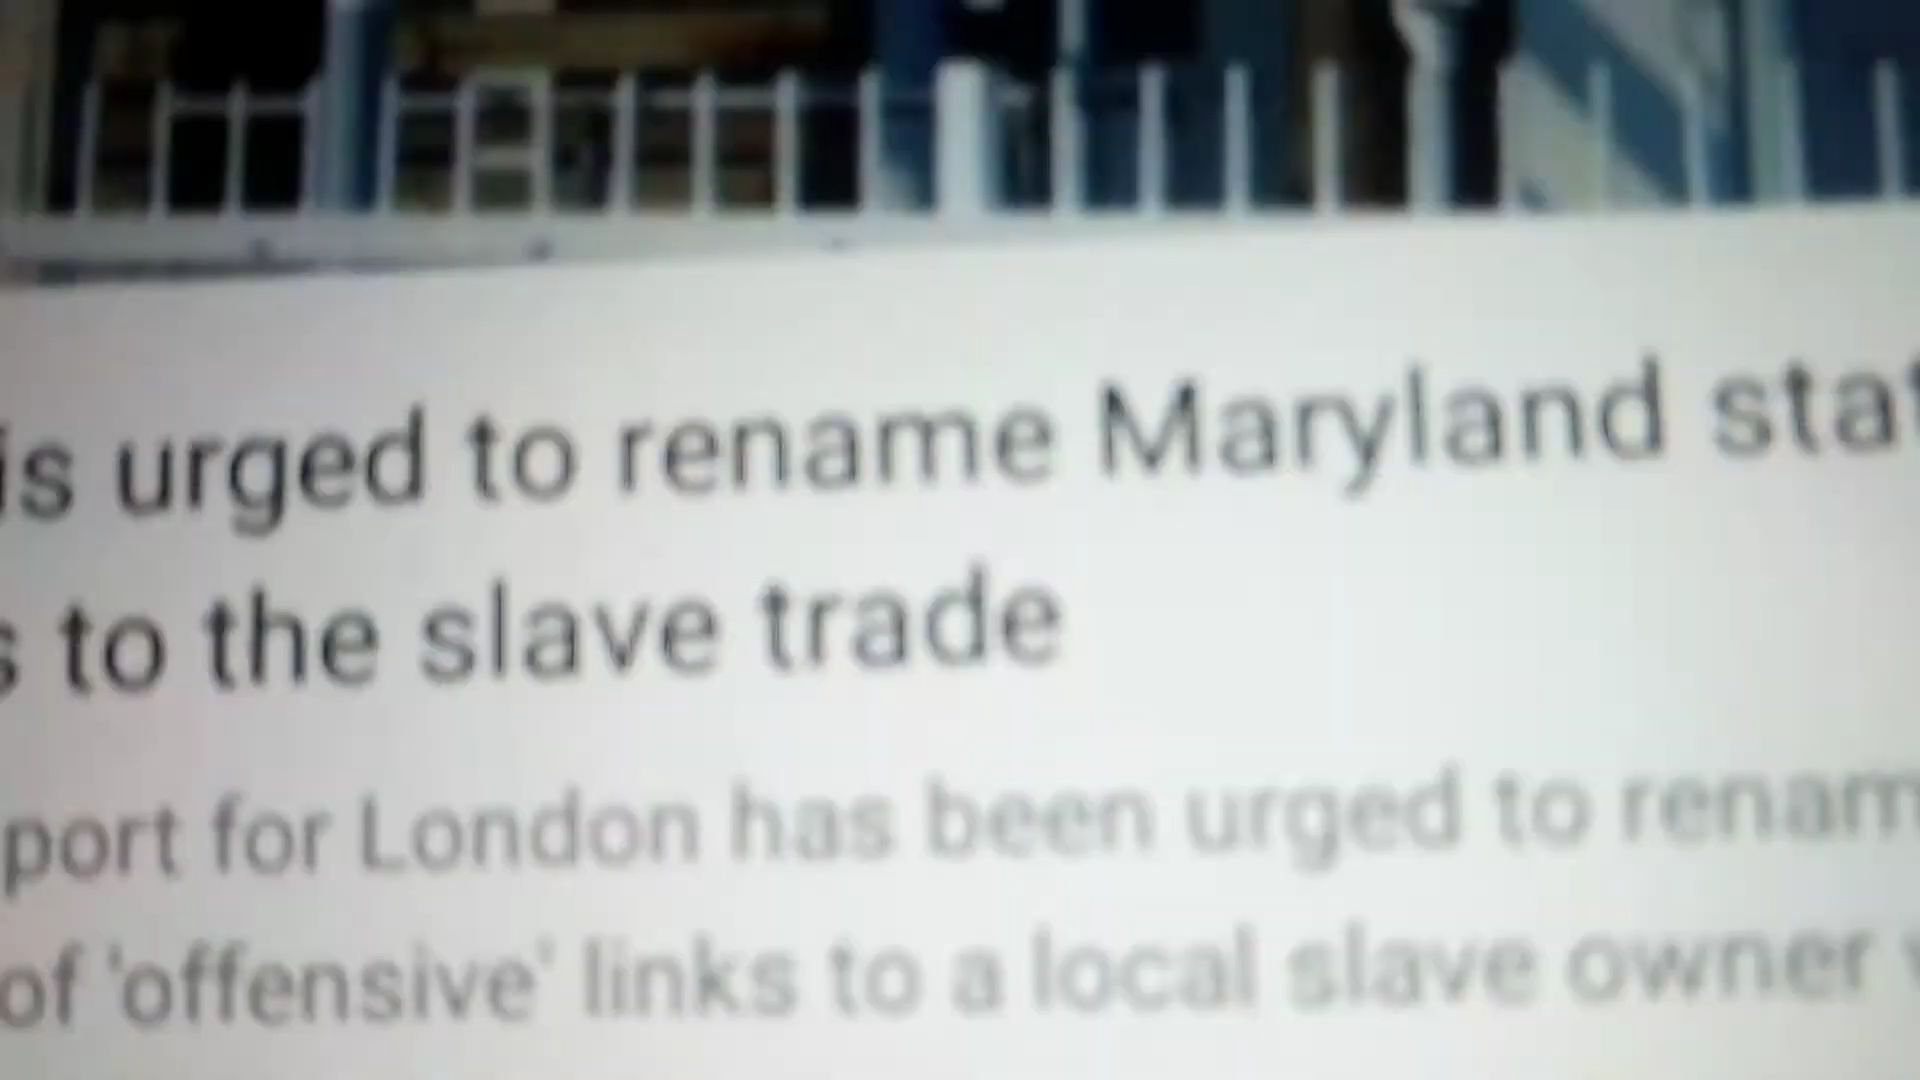 is urged to rename Maryland stat
s to the slave trade
port for London has been urged to renam
of 'offensive' links to a local slave owner